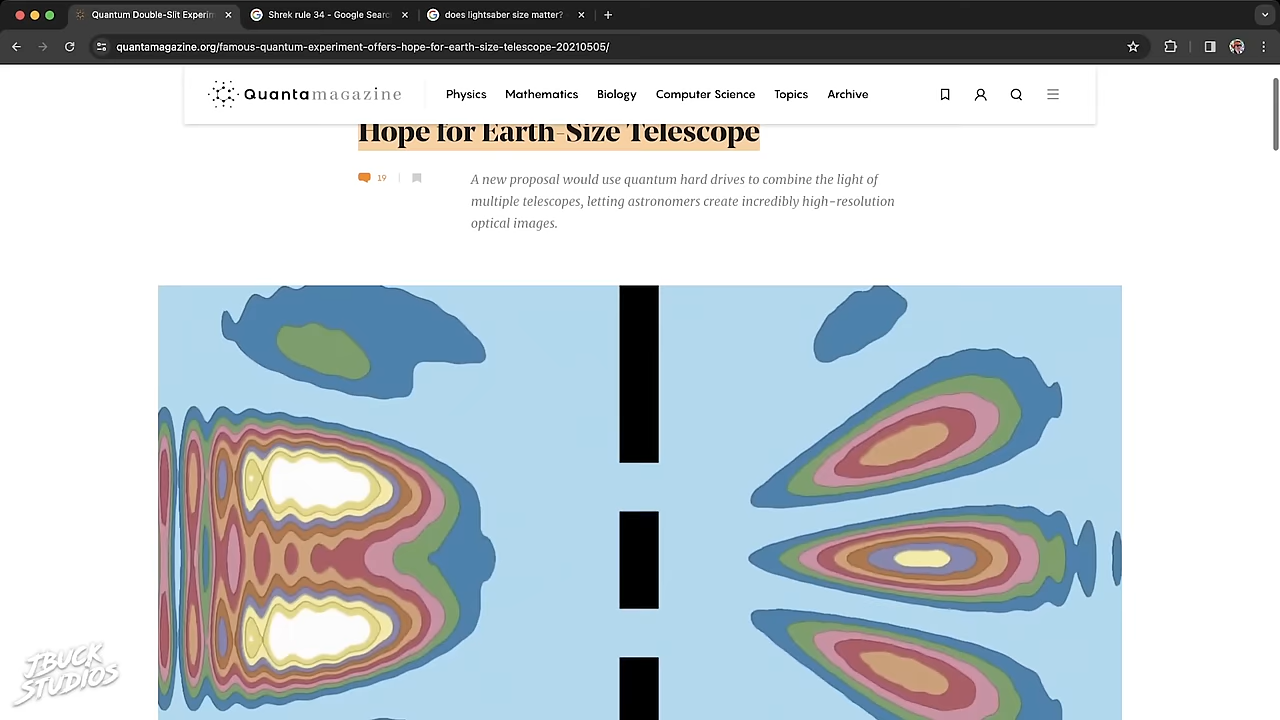 Quantum Double-Slit Experim
Shrek rule 34 - Google Searc
does lightsaber size matter?
quantamagazine.org/famous-quantum-experiment-offers-hope-for-earth-size-telescope-20210505/
Quantamagazine
Physics
Mathematics
Biology
Computer Science
Topics
Archive
Hope for Earth-Size Telescope
19
A new proposal would use quantum hard drives to combine the light of
multiple telescopes, letting astronomers create incredibly high-resolution
optical images.
JBUCK
STUDIOS